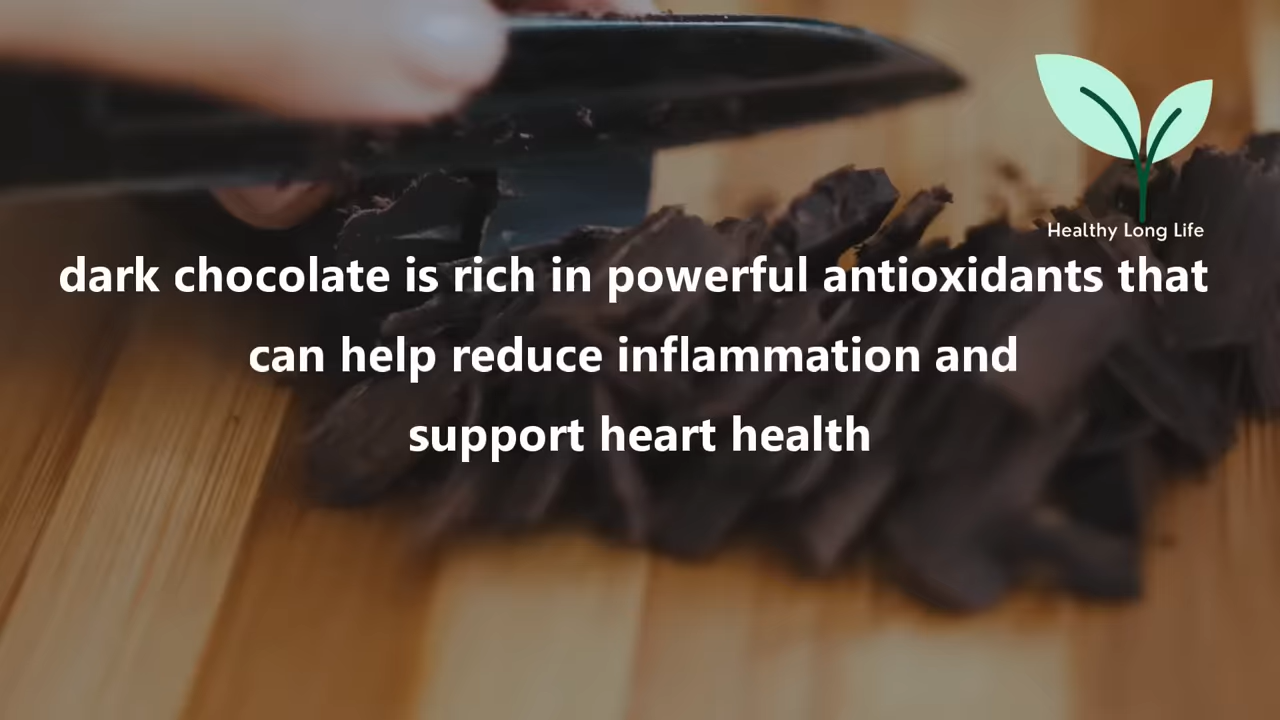 Healthy Long Life
dark chocolate is rich in powerful antioxidants that
can help reduce inflammation and
support heart health